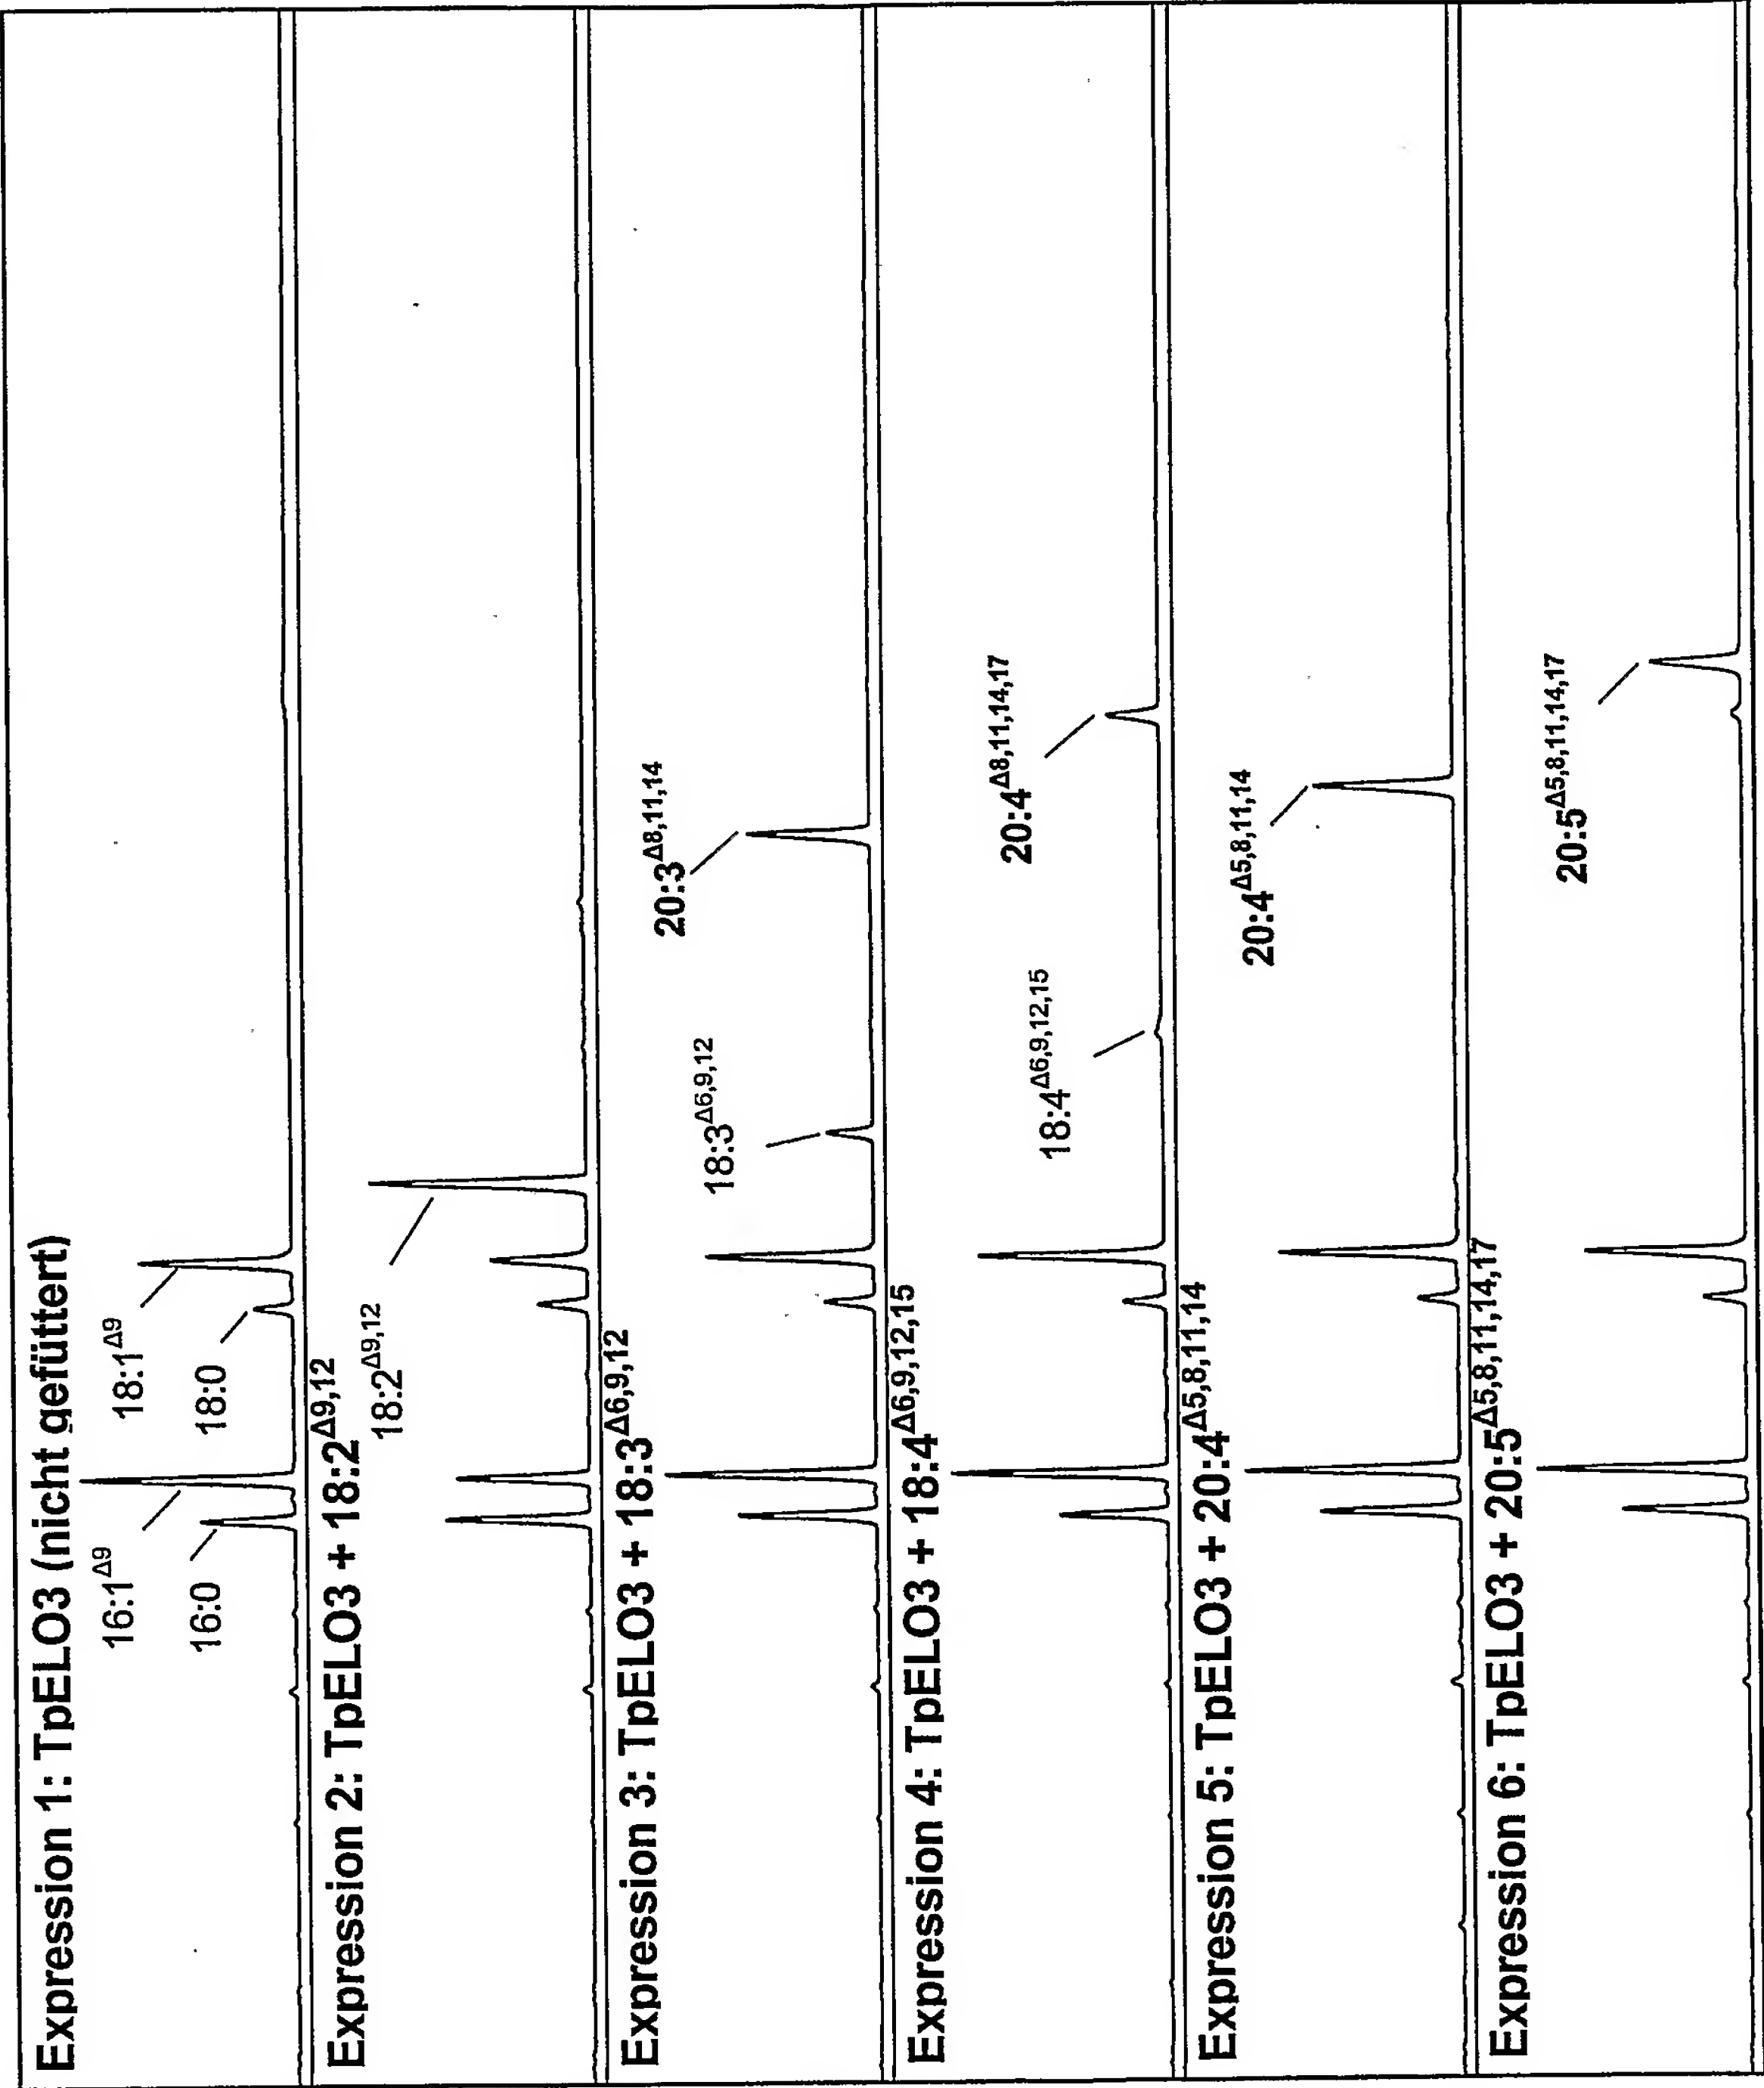 Expression 1: TpELO3 (nicht gefüttert)
16:1Δ9
16:0
18:1Δ9
18:0
Expression 2: TpELO3 + 18:2Δ9,12
18:2Δ9,12
Expression 3: TpELO3 + 18:3Δ6,9,12
18:3Δ6,9,12
20:3Δ8,11,14
Expression 4: TpELO3 + 18:4Δ6,9,12,15
18:4Δ6,9,12,15
20:4Δ8,11,14,17
Expression 5: TpELO3 + 20:4Δ5,8,11,14
20:4Δ5,8,11,14
Expression 6: TpELO3 + 20:5Δ5,8,11,14,17
20:5Δ5,8,11,14,17